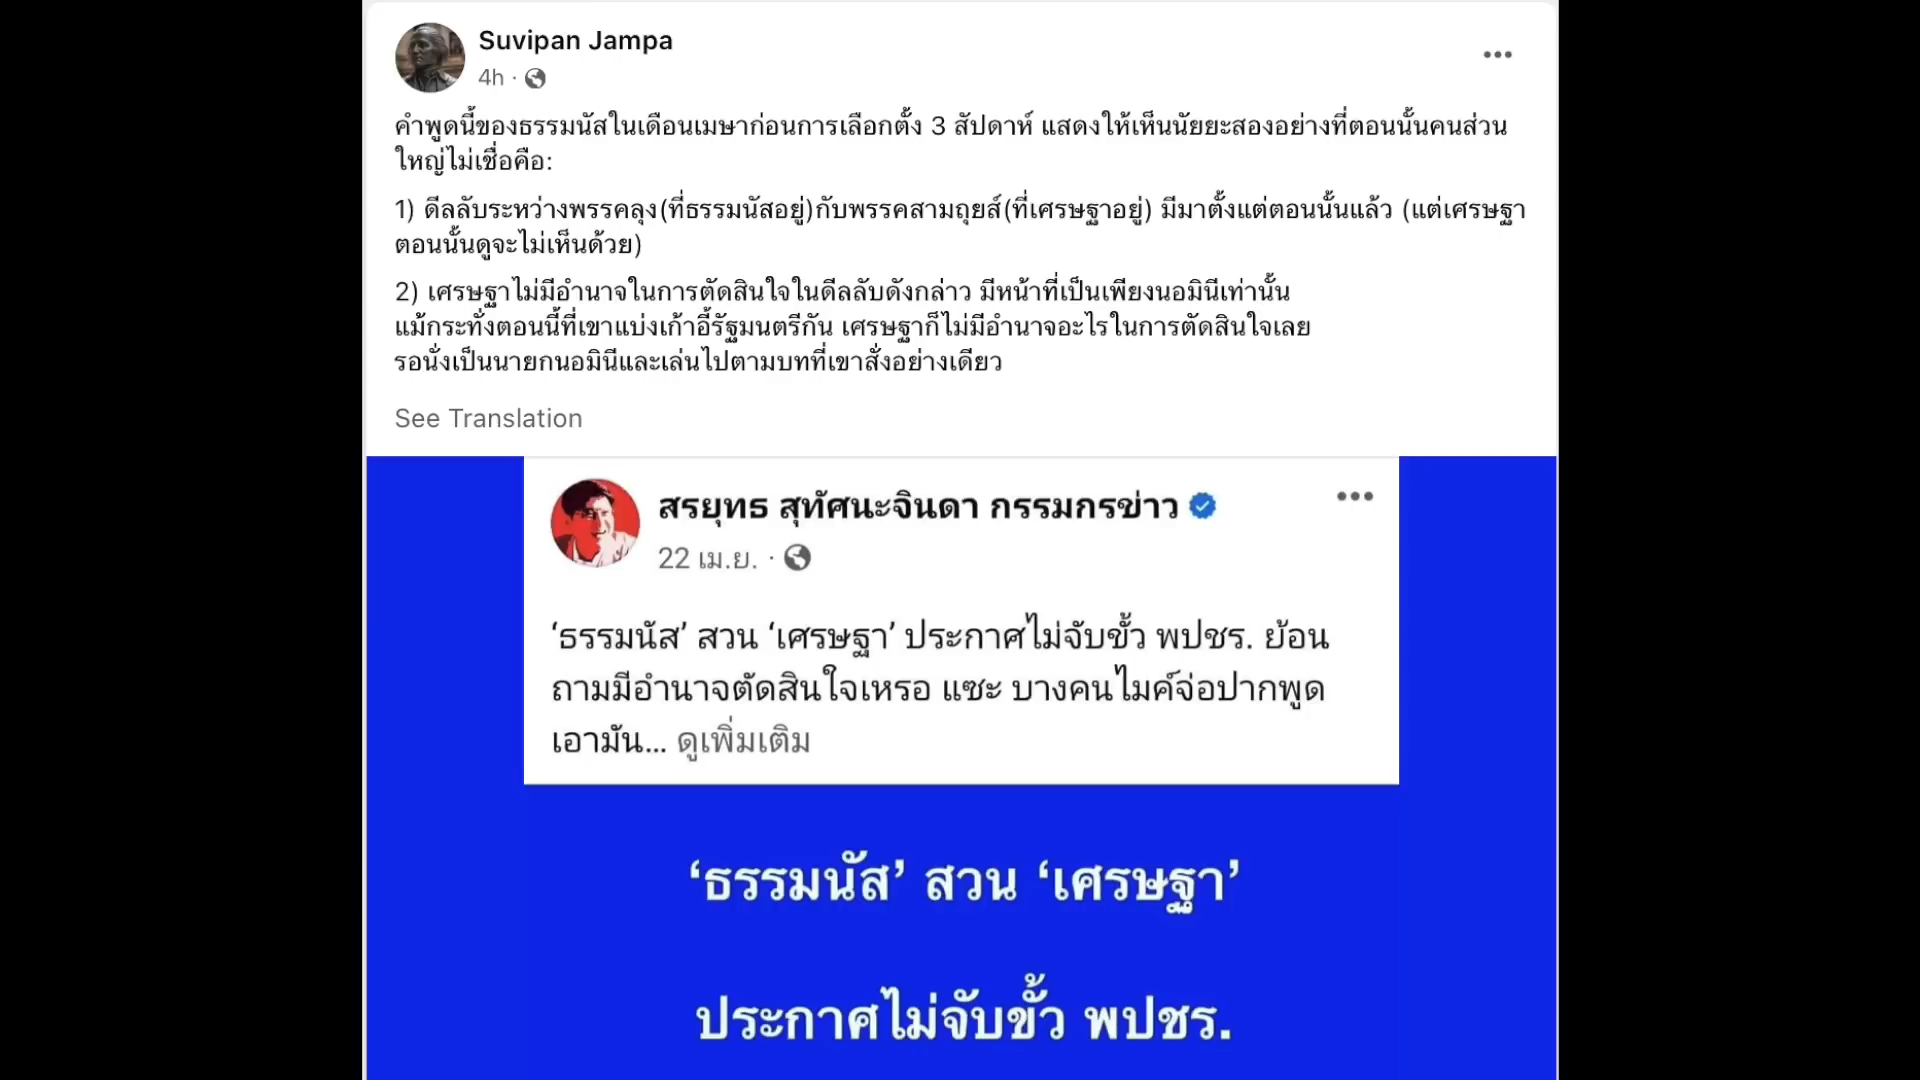 Suvipan Jampa
4h ·
คำพูดนี้ของธรรมนัสในเดือนเมษาก่อนการเลือกตั้ง 3 สัปดาห์ แสดงให้เห็นนัยยะสองอย่างที่ตอนนั้นคนส่วน
ใหญ่ไม่เชื่อคือ:
1) ดีลลับระหว่างพรรคลุง(ที่ธรรมนัสอยู่)กับพรรคสามถุยส์(ที่เศรษฐาอยู่) มีมาตั้งแต่ตอนนั้นแล้ว (แต่เศรษฐา
ตอนนั้นดูจะไม่เห็นด้วย)
2) เศรษฐาไม่มีอำนาจในการตัดสินใจในดีลลับดังกล่าว มีหน้าที่เป็นเพียงนอมินีเท่านั้น
แม้กระทั่งตอนนี้ที่เขาแบ่งเก้าอี้รัฐมนตรีกัน เศรษฐาก็ไม่มีอำนาจอะไรในการตัดสินใจเลย
รอนั่งเป็นนายกนอมินีและเล่นไปตามบทที่เขาสั่งอย่างเดียว
See Translation
สรยุทธ สุทัศนะจินดา กรรมกรข่าว
22 เม.ย. ·
‘ธรรมนัส’ สวน ‘เศรษฐา’ ประกาศไม่จับขั้ว พปชร. ย้อน
ถามมีอำนาจตัดสินใจเหรอ แซะ บางคนไมค์จ่อปากพูด
เอามัน... ดูเพิ่มเติม
‘ธรรมนัส’ สวน ‘เศรษฐา’
ประกาศไม่จับขั้ว พปชร.